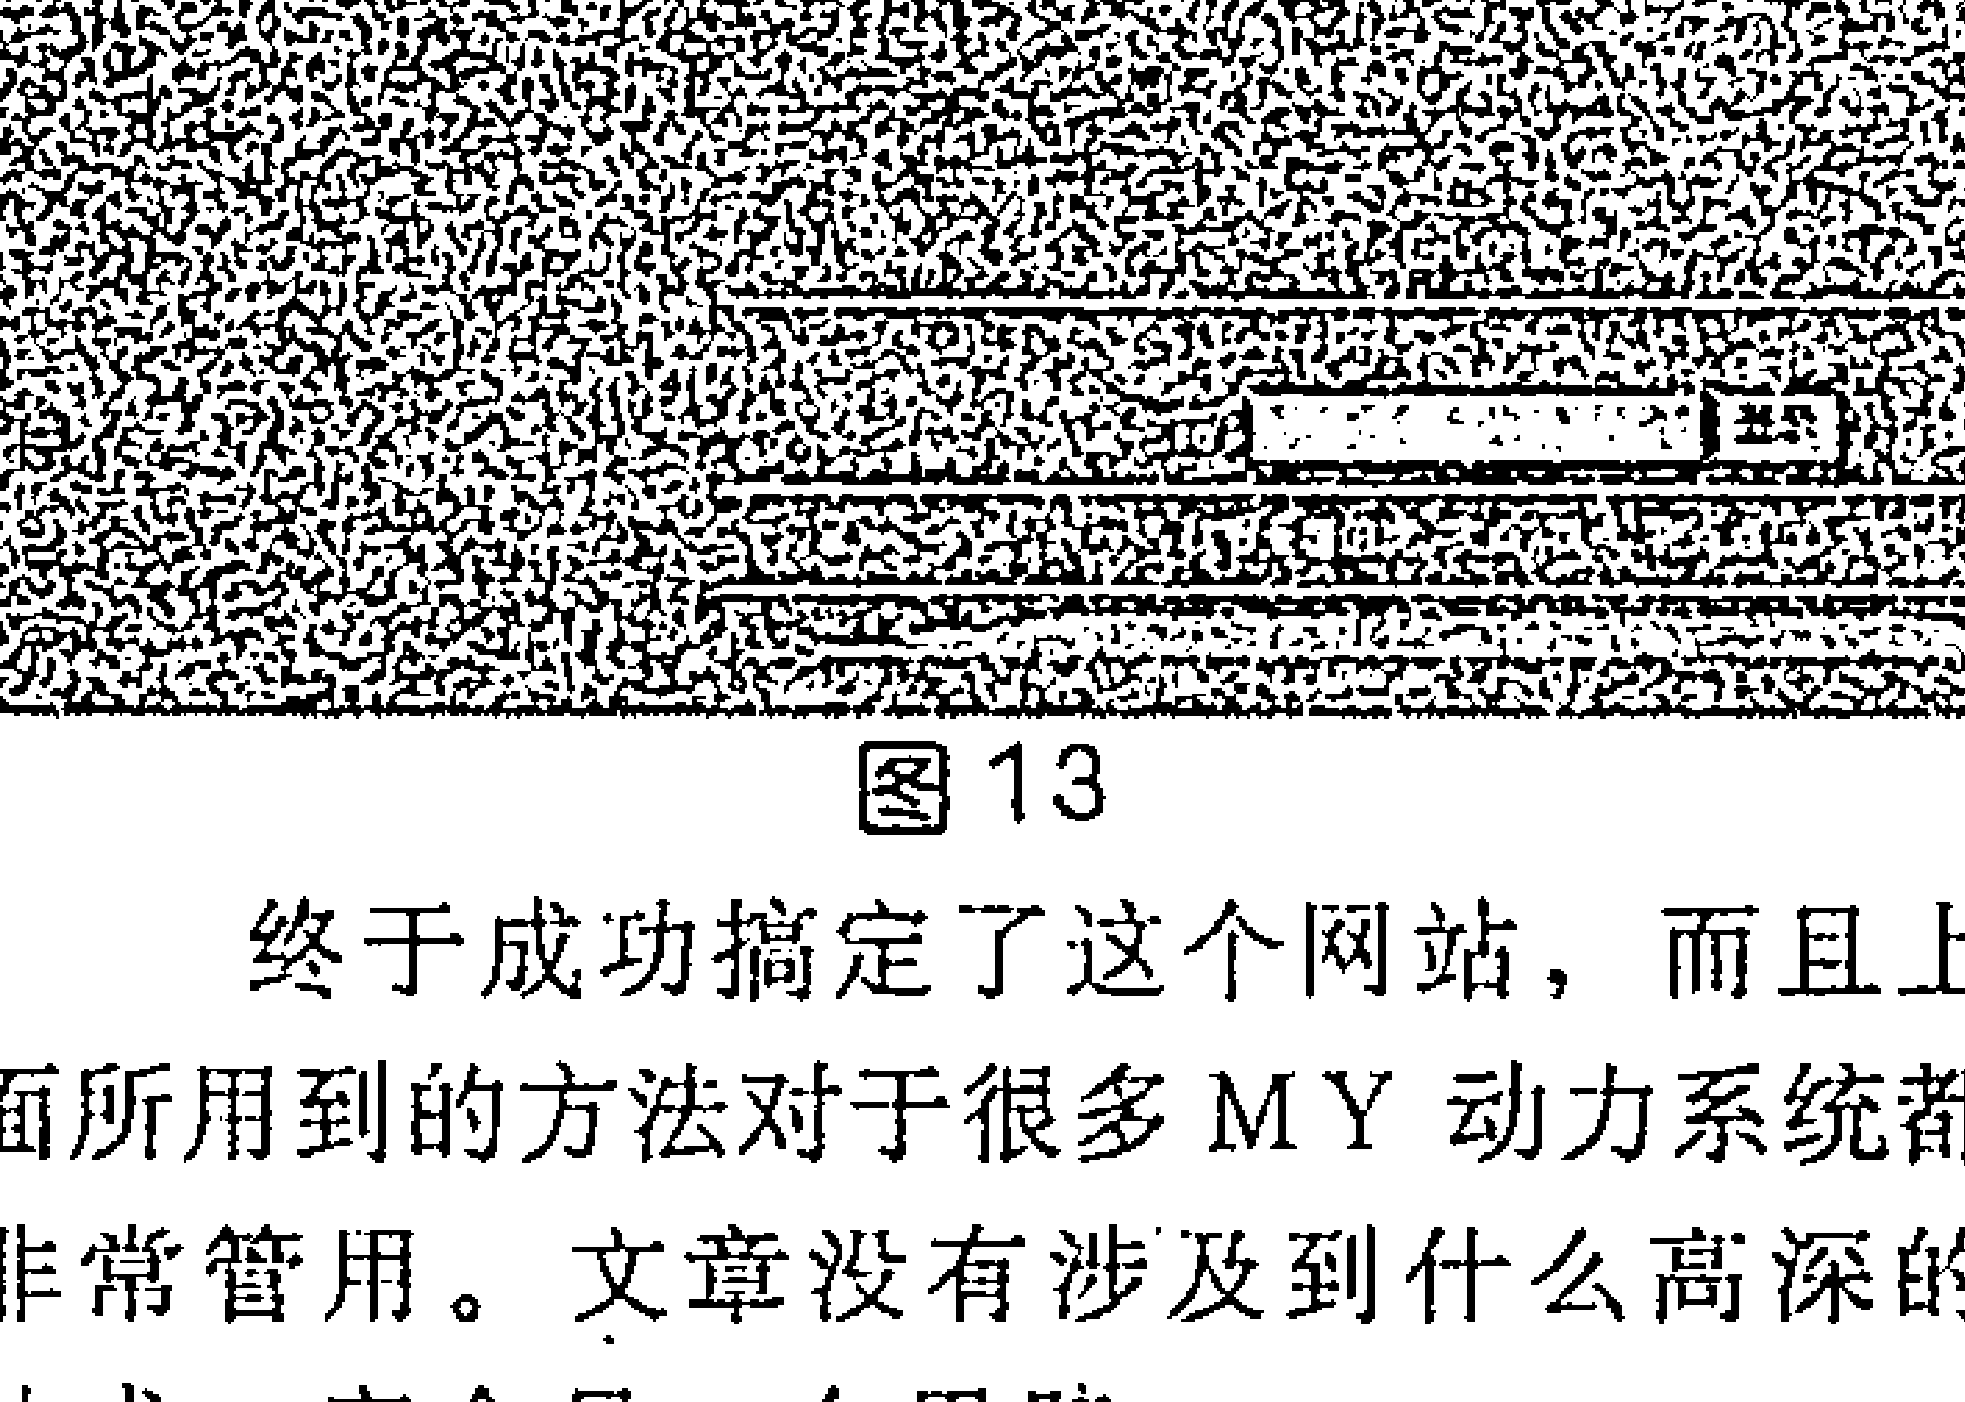 图13
终于成功搞定了这个网站，而且上
面所用到的方法对于很多MY动力系统都
非常管用。文章没有涉及到什么高深的